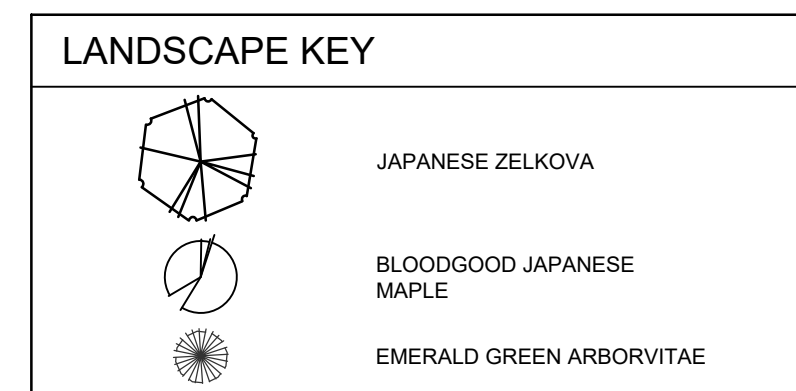 LANDSCAPE KEY
JAPANESE ZELKOVA
BLOODGOOD JAPANESE
MAPLE
EMERALD GREEN ARBORVITAE